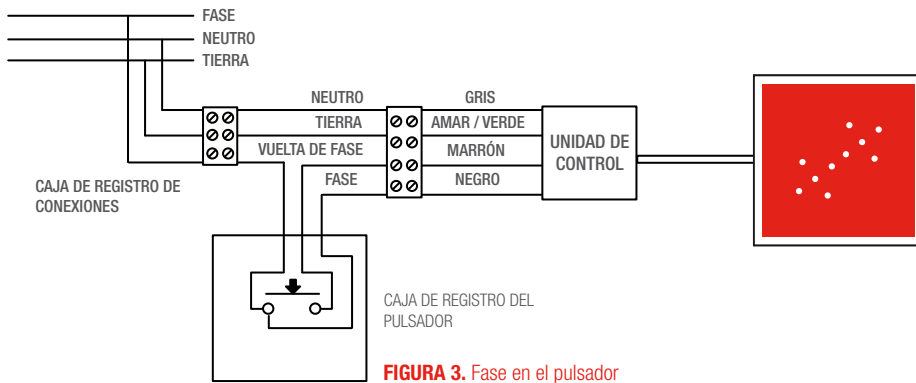 FASE
NEUTRO
TIERRA
NEUTRO
GRIS
TIERRA
AMAR / VERDE
VUELTA DE FASE
MARRÓN
FASE
NEGRO
UNIDAD DE
CONTROL
CAJA DE REGISTRO DE
CONEXIONES
CAJA DE REGISTRO DEL
PULSADOR
FIGURA 3. Fase en el pulsador